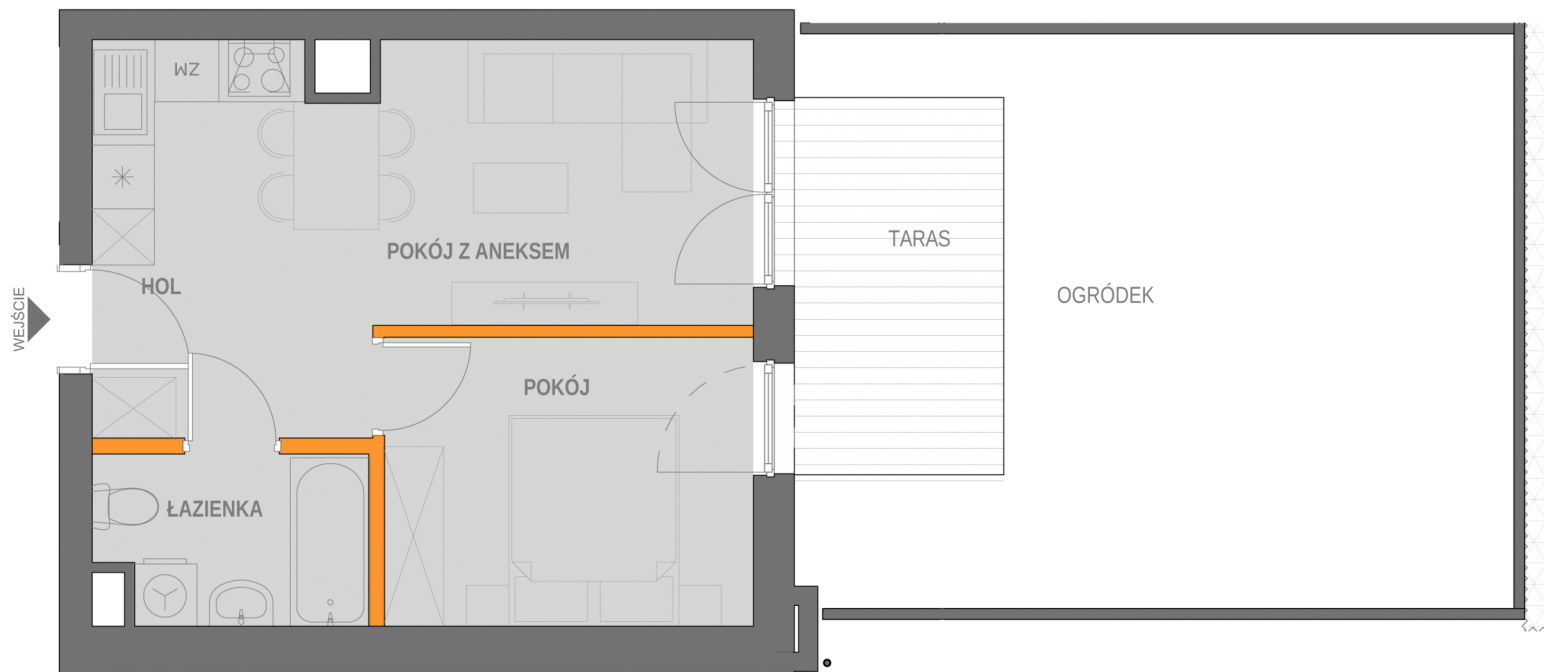 ZM
TARAS
POKÓJ Z ANEKSEM
HOL
OGRÓDEK
WEJŚCIE
POKÓJ
ŁAZIENKA